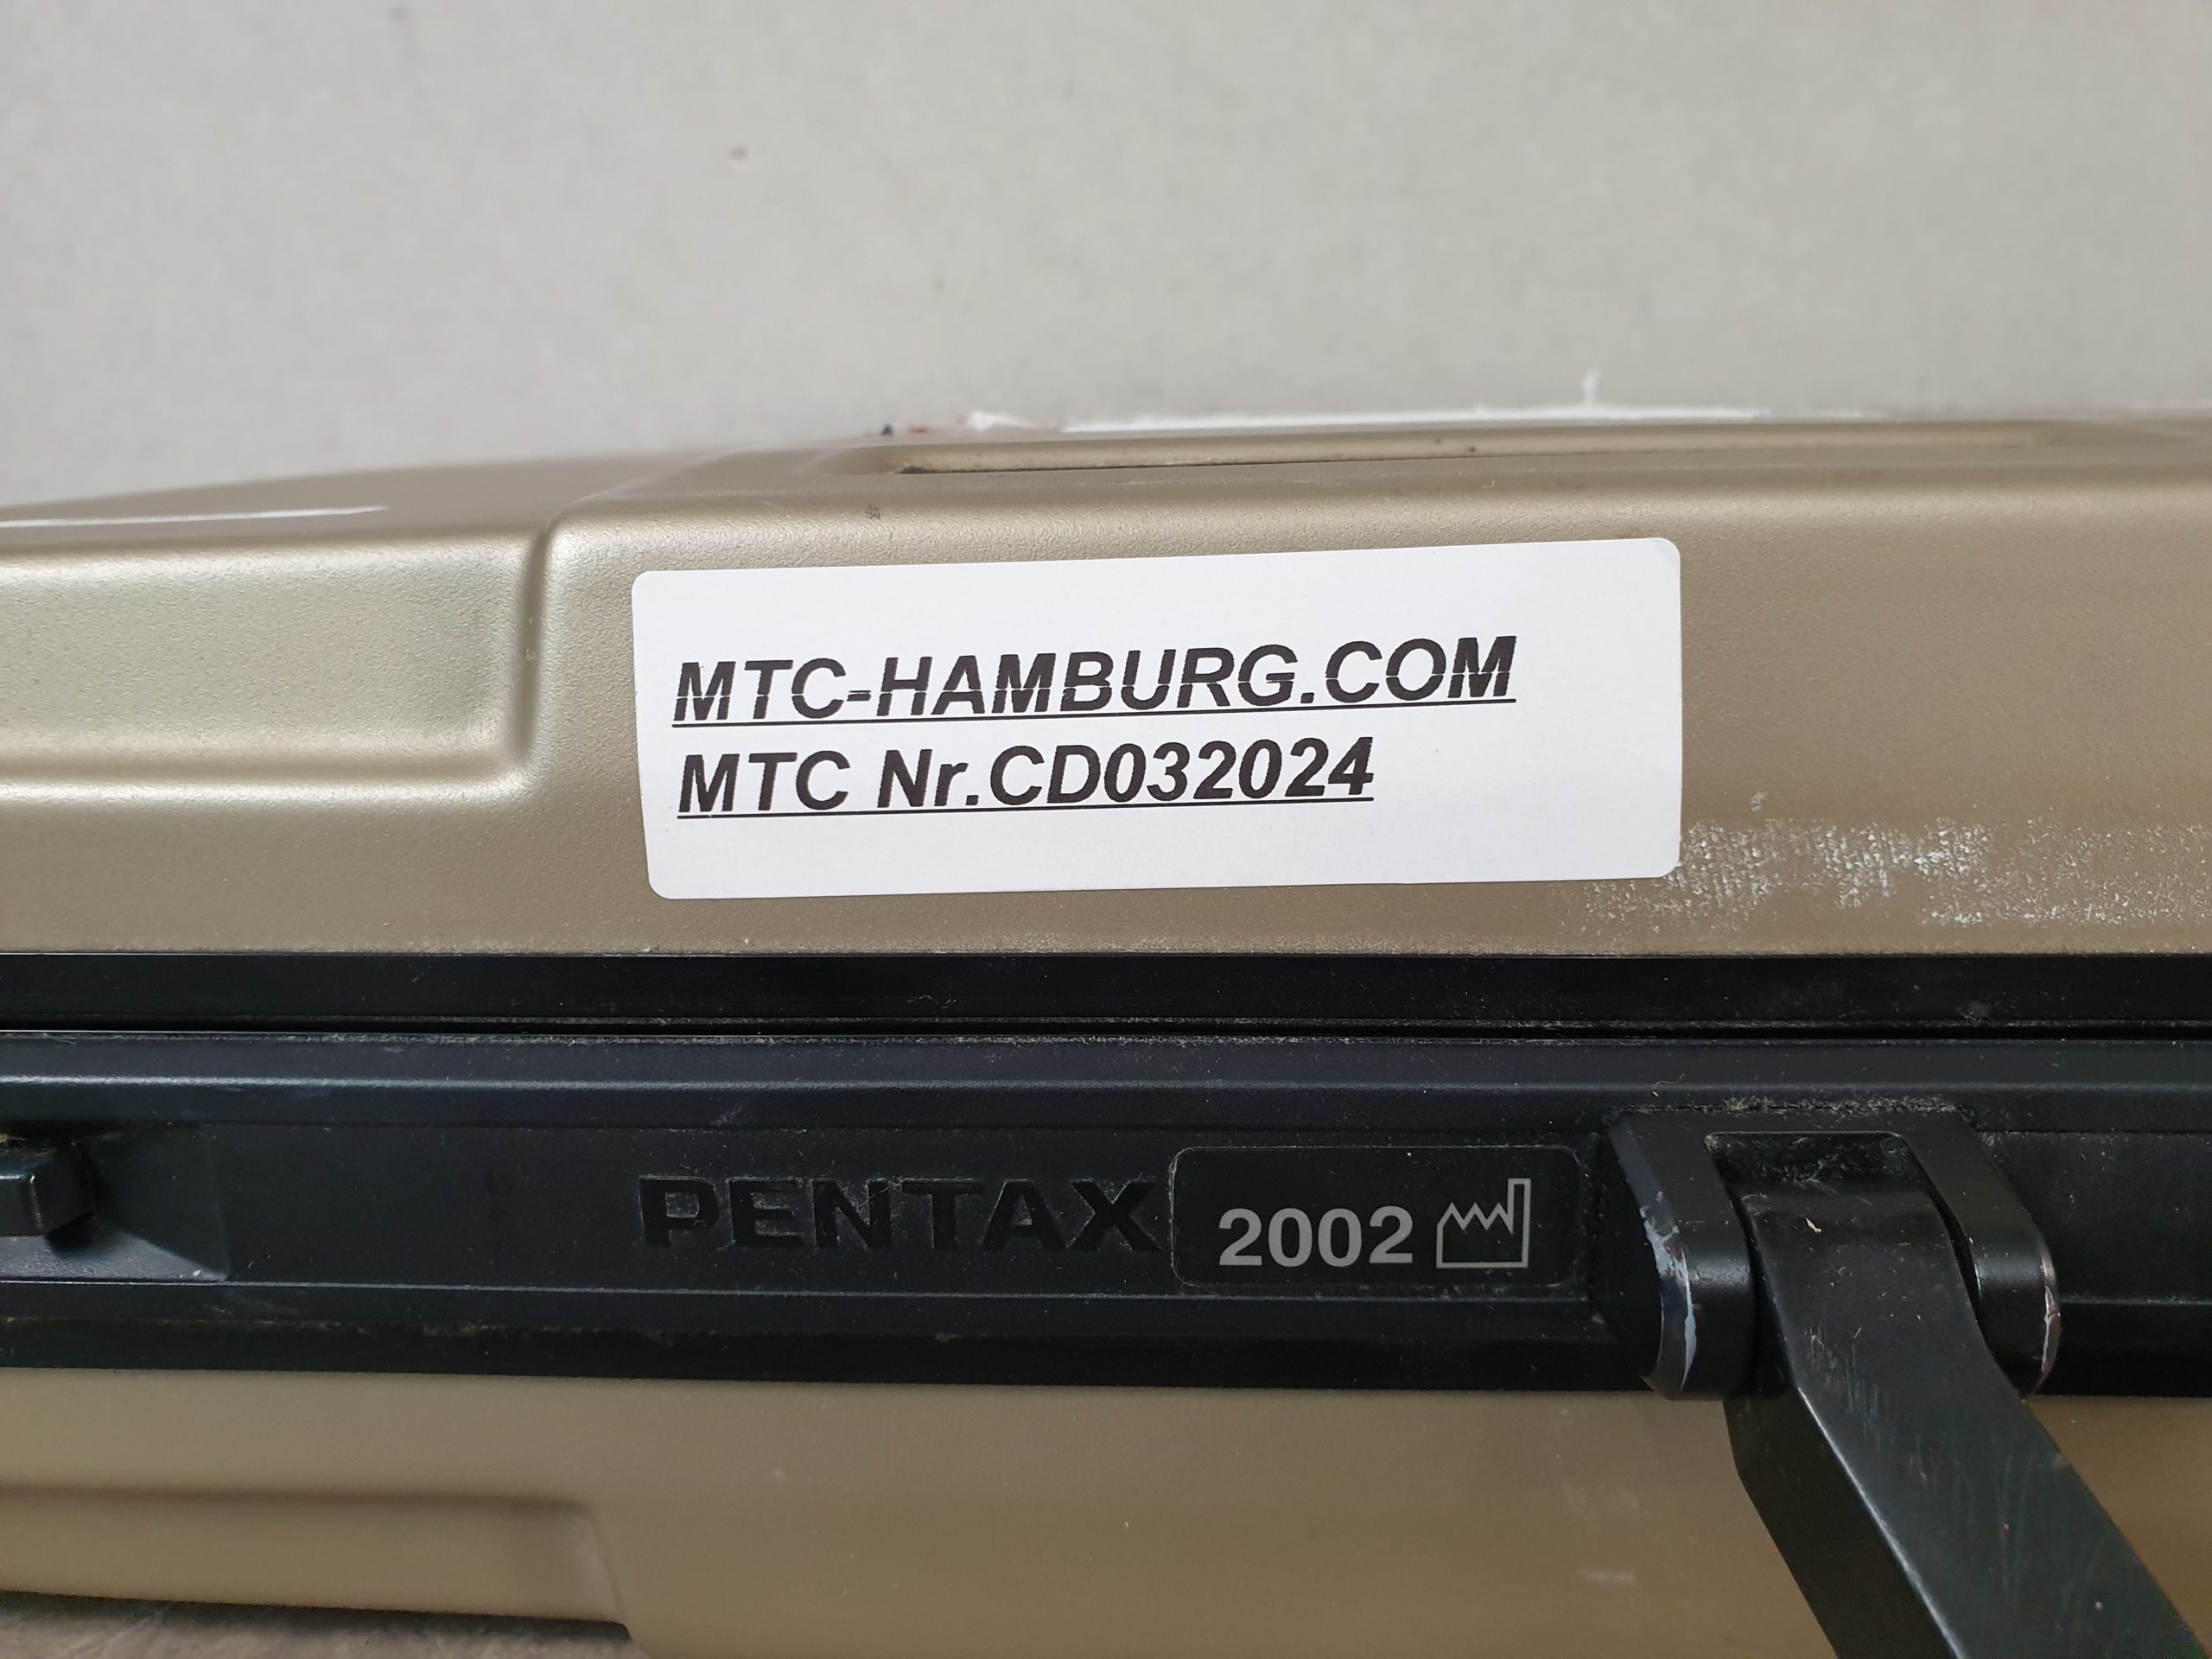 MTC-HAMBURG.COM
MTC Nr.CD032024
PENTAX 2002